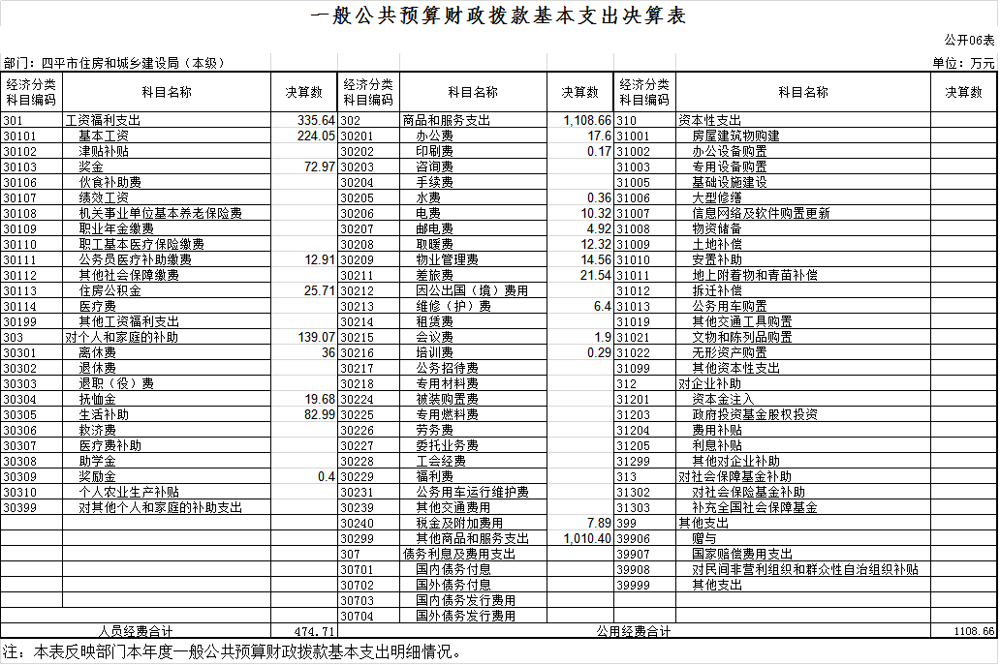 一般公共预算财政拨款基本支出决算表
公开06表
部门：四平市住房和城乡建设局（本级） 单位：万元
经济分类科目编码 科目名称 决算数 经济分类科目编码 科目名称 决算数 经济分类科目编码 科目名称 决算数
301 工资福利支出 335.64 302 商品和服务支出 1,108.66 310 资本性支出
30101 基本工资 224.05 30201 办公费 17.6 31001 房屋建筑物购建
30102 津贴补贴 30202 印刷费 0.17 31002 办公设备购置
30103 奖金 72.97 30203 咨询费 31003 专用设备购置
30106 伙食补助费 30204 手续费 31005 基础设施建设
30107 绩效工资 30205 水费 0.36 31006 大型修缮
30108 机关事业单位基本养老保险费 30206 电费 10.32 31007 信息网络及软件购置更新
30109 职业年金缴费 30207 邮电费 4.92 31008 物资储备
30110 职工基本医疗保险缴费 30208 取暖费 12.32 31009 土地补偿
30111 公务员医疗补助缴费 12.91 30209 物业管理费 14.56 31010 安置补助
30112 其他社会保障缴费 30211 差旅费 21.54 31011 地上附着物和青苗补偿
30113 住房公积金 25.71 30212 因公出国（境）费用 31012 拆迁补偿
30114 医疗费 30213 维修（护）费 6.4 31013 公务用车购置
30199 其他工资福利支出 30214 租赁费 31019 其他交通工具购置
303 对个人和家庭的补助 139.07 30215 会议费 1.9 31021 文物和陈列品购置
30301 离休费 36 30216 培训费 0.29 31022 无形资产购置
30302 退休费 30217 公务招待费 31099 其他资本性支出
30303 退职（役）费 30218 专用材料费 312 对企业补助
30304 抚恤金 19.68 30224 被装购置费 31201 资本金注入
30305 生活补助 82.99 30225 专用燃料费 31203 政府投资基金股权投资
30306 救济费 30226 劳务费 31204 费用补贴
30307 医疗费补助 30227 委托业务费 31205 利息补贴
30308 助学金 30228 工会经费 31299 其他对企业补助
30309 奖励金 0.4 30229 福利费 313 对社会保障基金补助
30310 个人农业生产补贴 30231 公务用车运行维护费 31302 对社会保险基金补助
30399 对其他个人和家庭的补助支出 30239 其他交通费用 31303 补充全国社会保障基金
30240 税金及附加费用 7.89 399 其他支出
30299 其他商品和服务支出 1,010.40 39906 赠与
307 债务利息及费用支出 39907 国家赔偿费用支出
30701 国内债务付息 39908 对民间非营利组织和群众性自治组织补贴
30702 国外债务付息 39999 其他支出
30703 国内债务发行费用
30704 国外债务发行费用
人员经费合计 474.71 公用经费合计 1108.66
注：本表反映部门本年度一般公共预算财政拨款基本支出明细情况。